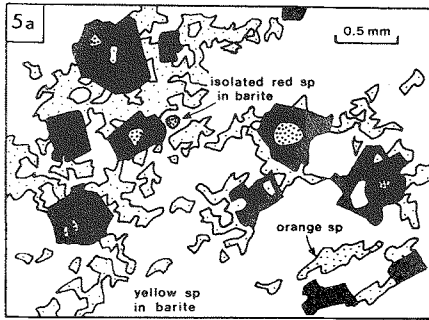 5a
0.5 mm
isolated red sp
in barite
orange sp
yellow sp
in barite